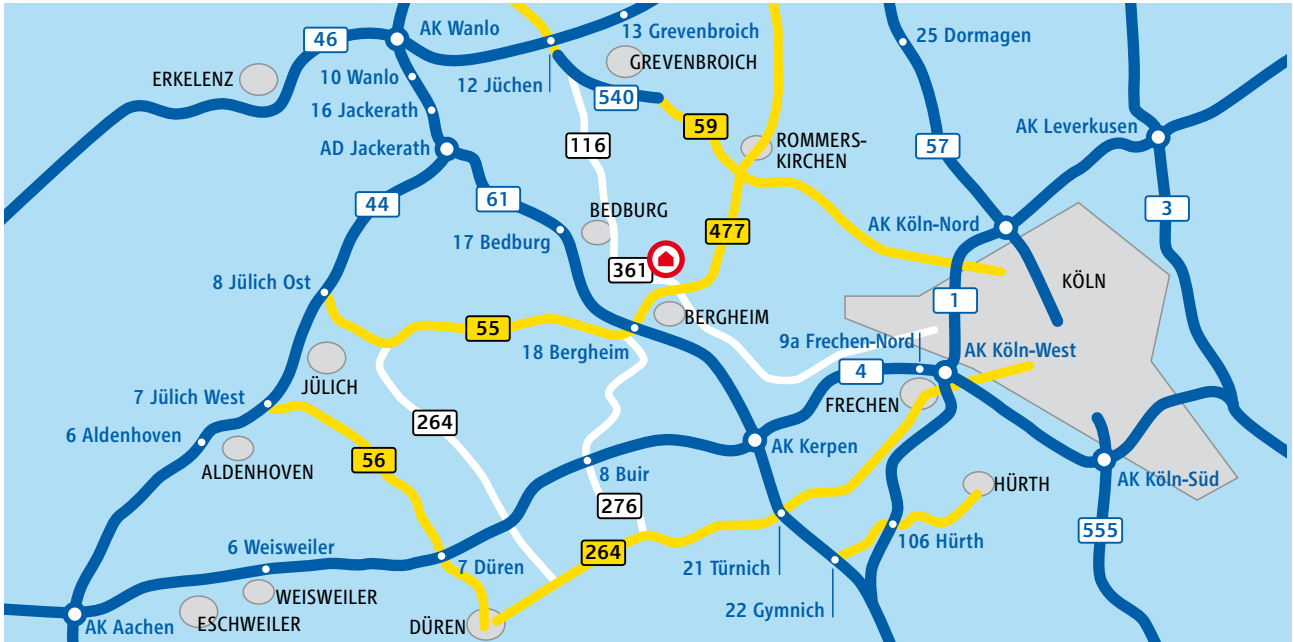 AK Wanlo
13 Grevenbroich
25 Dormagen
46
ERKELENZ
10 Wanlo
12 Jüchen
GREVENBROICH
540
16 Jackerath
59
AK Leverkusen
AD Jackerath
116
ROMMERS-
KIRCHEN
57
44
61
BEDBURG
17 Bedburg
477
AK Köln-Nord
3
361
8 Jülich Ost
KÖLN
1
55
BERGHEIM
18 Bergheim
9a Frechen-Nord
AK Köln-West
4
JÜLICH
7 Jülich West
FRECHEN
264
6 Aldenhoven
AK Kerpen
56
ALDENHOVEN
8 Buir
AK Köln-Süd
HÜRTH
276
555
6 Weisweiler
264
106 Hürth
7 Düren
21 Türnich
WEISWEILER
22 Gymnich
ESCHWEILER
AK Aachen
DÜREN